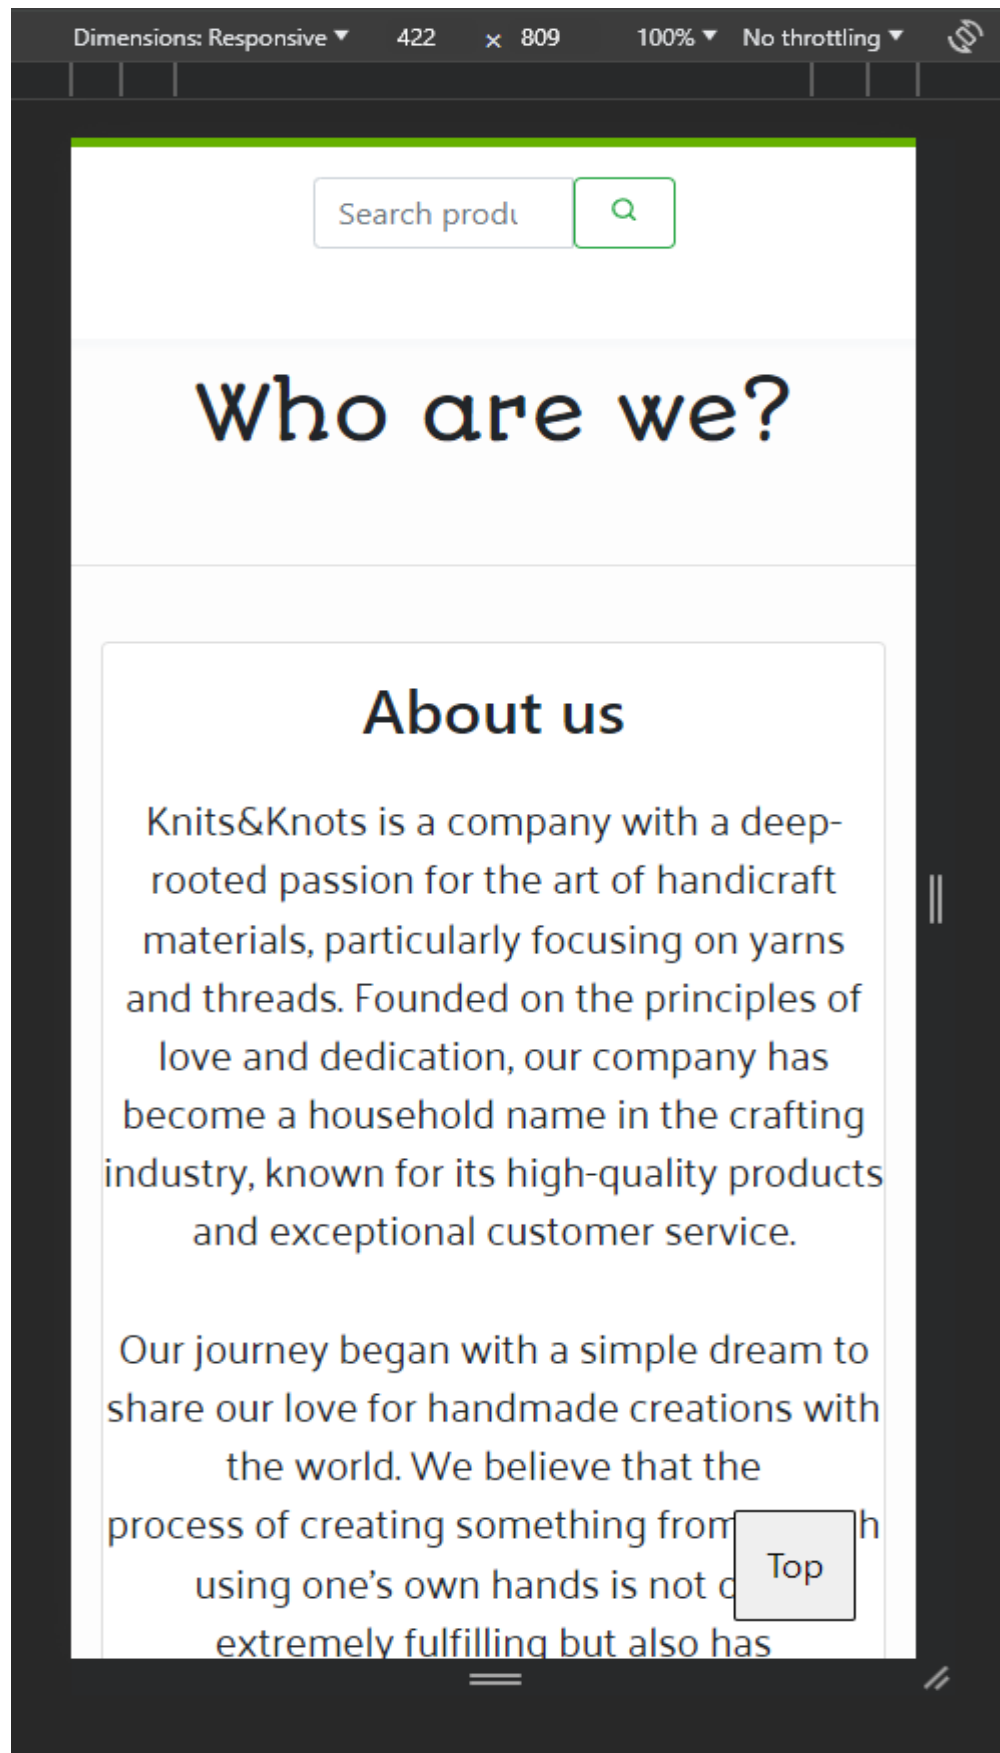 Dimensions: Responsive 422 × 809 100% No throttling
Search produ
Who are we?
About us
Knits&Knots is a company with a deep-
rooted passion for the art of handicraft
materials, particularly focusing on yarns
and threads. Founded on the principles of
love and dedication, our company has
become a household name in the crafting
industry, known for its high-quality products
and exceptional customer service.
Our journey began with a simple dream to
share our love for handmade creations with
the world. We believe that the
process of creating something from h
using one’s own hands is not
extremely fulfilling but also has
Top